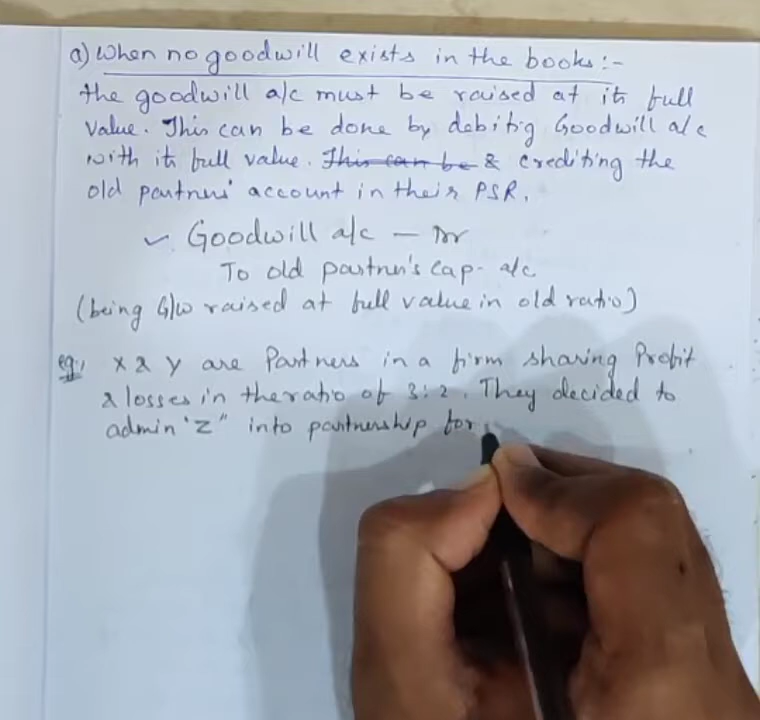 a) When no goodwill exists in the books :-
the goodwill a/c must be raised at its full
value. This can be done by debitig Goodwill a/c
with its full value. This can be & crediting the
old partners' account in their PSR.
✓ Goodwill a/c — Dr
To old partner's Cap- a/c
(being G/w raised at full value in old ratio)
eg:, X & Y are Partners in a firm sharing Profit
& losses in the ratio of 3:2. They decided to
admin 'Z" into partnership for